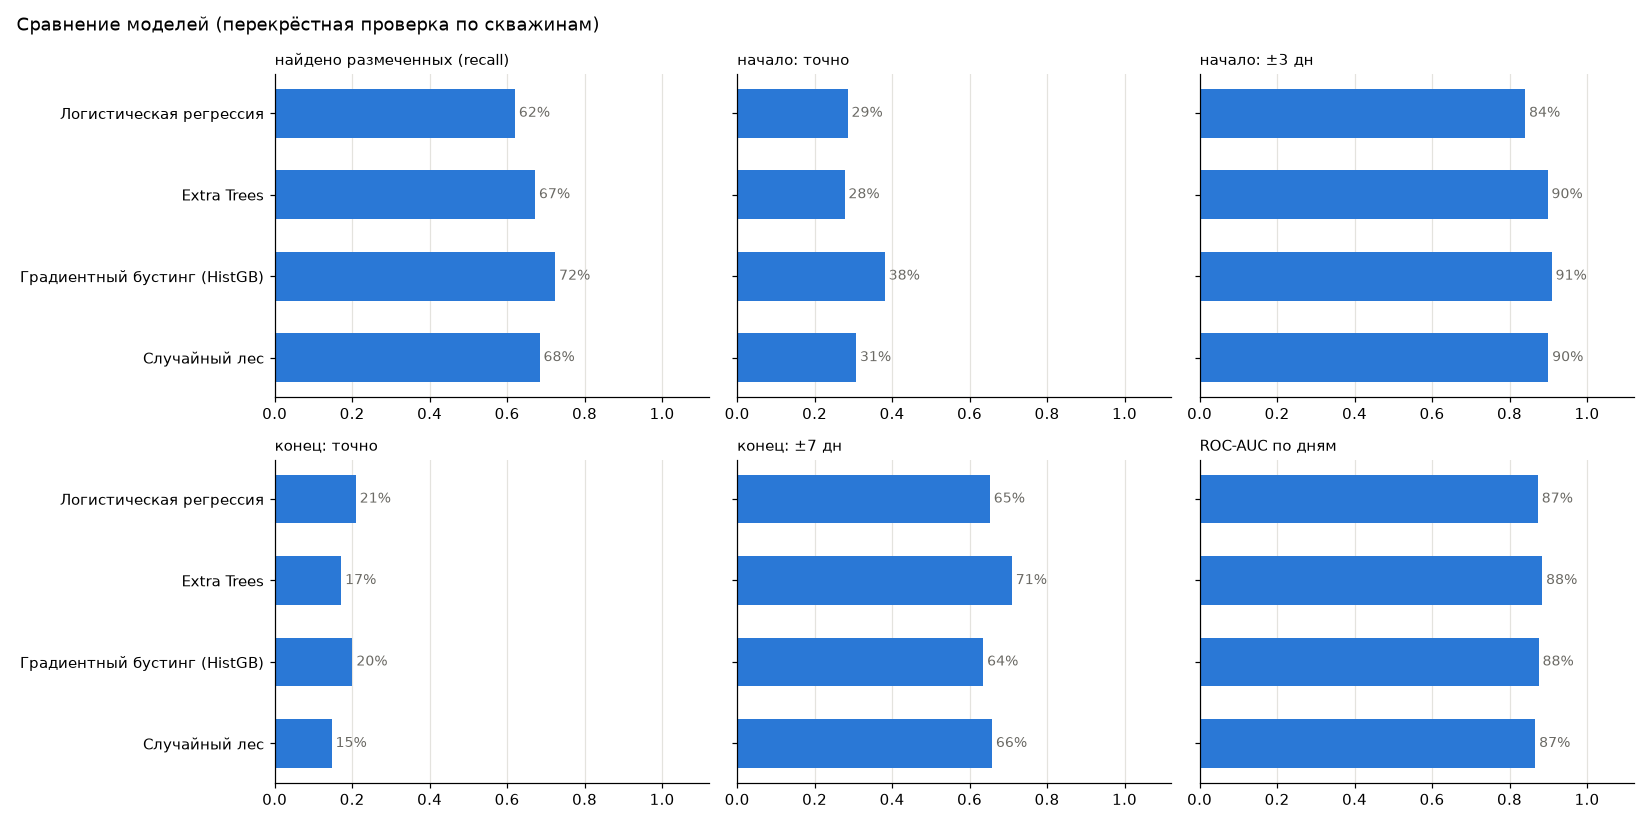 Сравнение моделей (перекрёстная проверка по скважинам)
найдено размеченных (recall)
Логистическая регрессия
62%
Extra Trees
67%
Градиентный бустинг (HistGB)
72%
Случайный лес
68%
0.0 0.2 0.4 0.6 0.8 1.0
начало: точно
29%
28%
38%
31%
0.0 0.2 0.4 0.6 0.8 1.0
начало: ±3 дн
84%
90%
91%
90%
0.0 0.2 0.4 0.6 0.8 1.0
конец: точно
Логистическая регрессия
21%
Extra Trees
17%
Градиентный бустинг (HistGB)
20%
Случайный лес
15%
0.0 0.2 0.4 0.6 0.8 1.0
конец: ±7 дн
65%
71%
64%
66%
0.0 0.2 0.4 0.6 0.8 1.0
ROC-AUC по дням
87%
88%
88%
87%
0.0 0.2 0.4 0.6 0.8 1.0